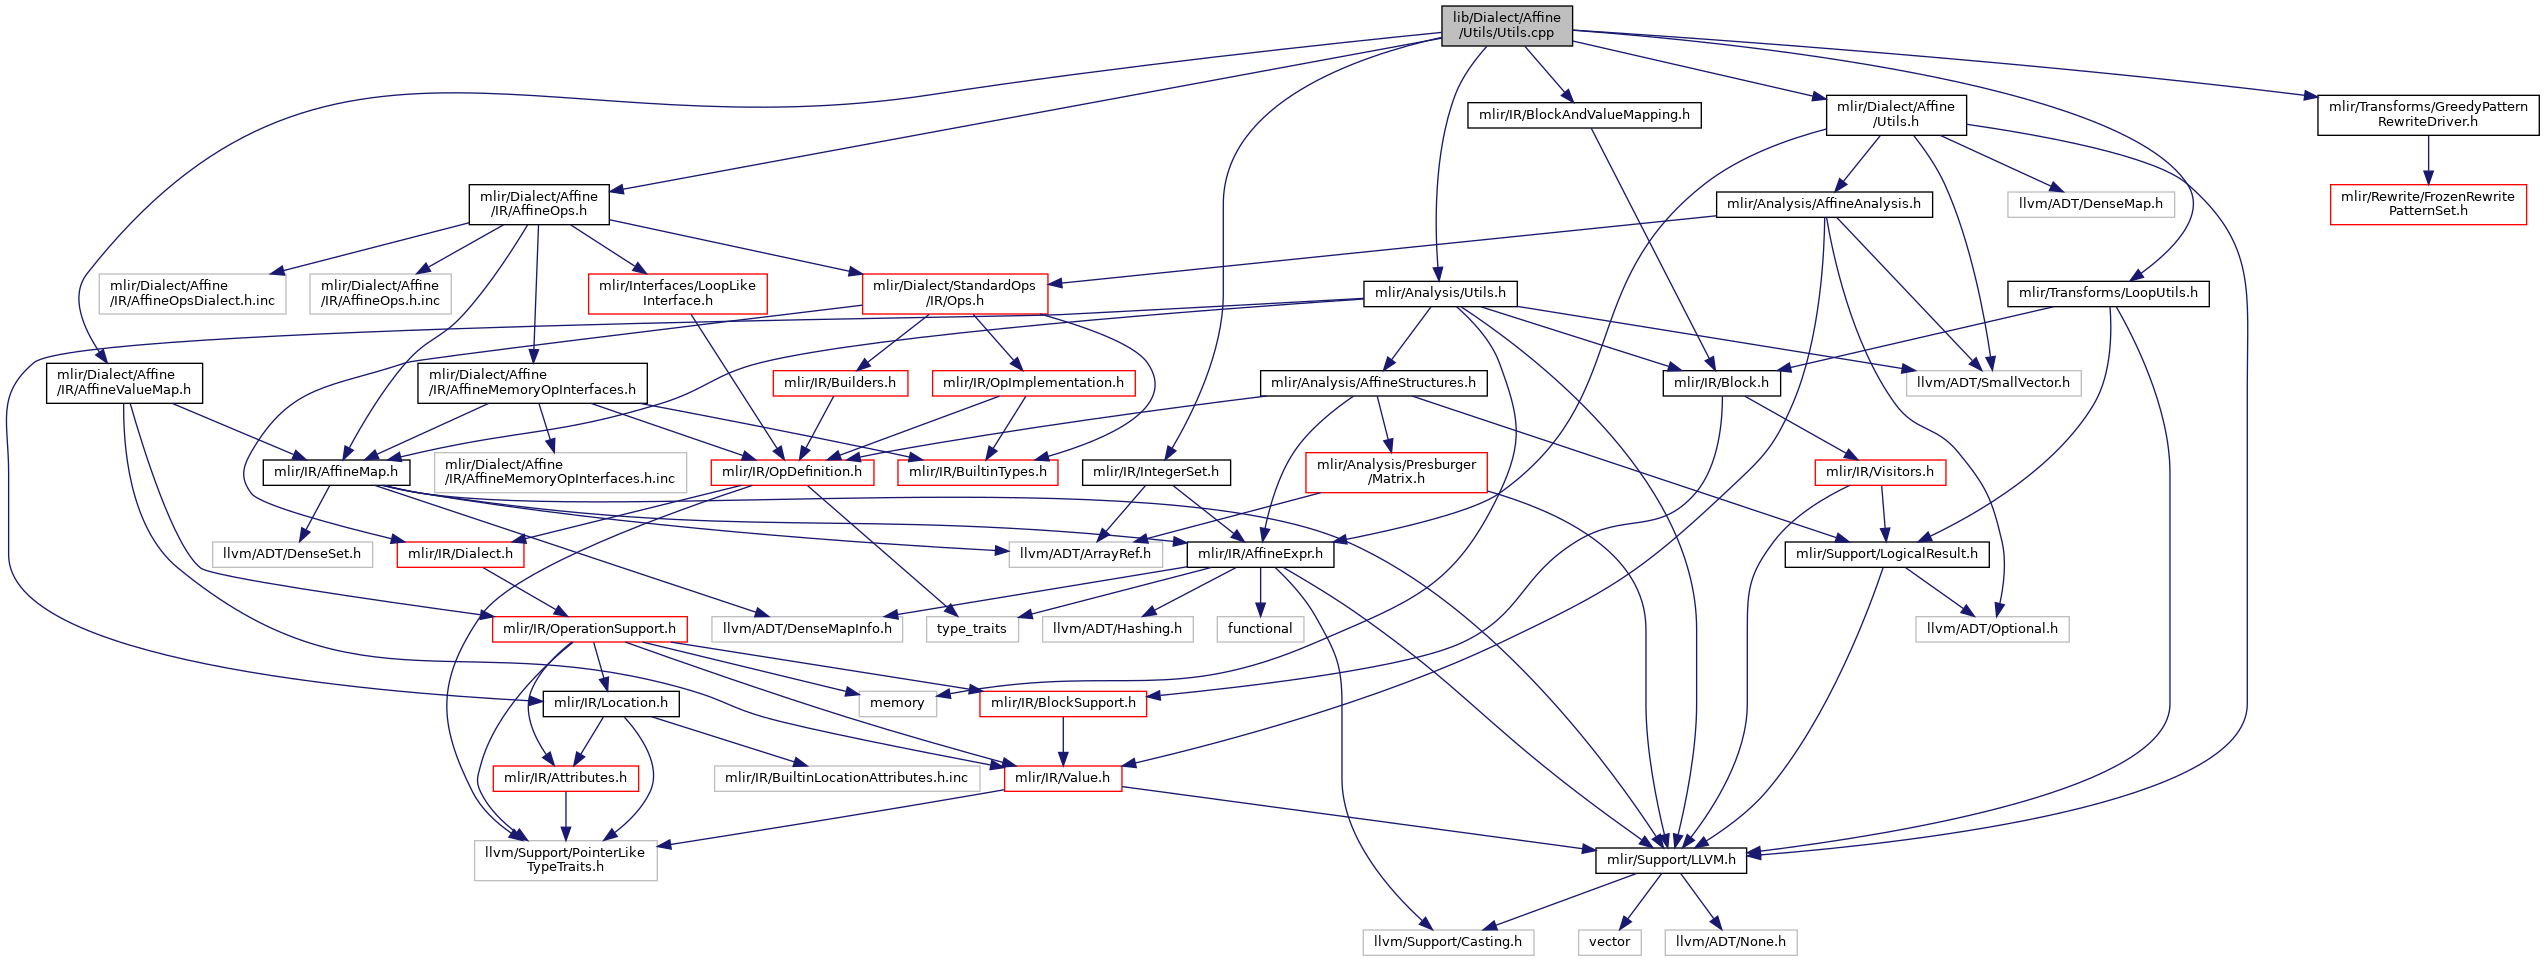 lib/Dialect/Affine
/Utils/Utils.cpp
mlir/IR/BlockAndValueMapping.h
mlir/Dialect/Affine
/Utils.h
mlir/Transforms/GreedyPattern
RewriteDriver.h
mlir/Dialect/Affine
/IR/AffineOps.h
mlir/Analysis/AffineAnalysis.h
llvm/ADT/DenseMap.h
mlir/Rewrite/FrozenRewrite
PatternSet.h
mlir/Dialect/Affine
/IR/AffineOpsDialect.h.inc
mlir/Dialect/Affine
/IR/AffineOps.h.inc
mlir/Interfaces/LoopLike
Interface.h
mlir/Dialect/StandardOps
/IR/Ops.h
mlir/Analysis/Utils.h
mlir/Transforms/LoopUtils.h
mlir/Dialect/Affine
/IR/AffineValueMap.h
mlir/Dialect/Affine
/IR/AffineMemoryOpInterfaces.h
mlir/IR/Builders.h
mlir/IR/OpImplementation.h
mlir/Analysis/AffineStructures.h
mlir/IR/Block.h
llvm/ADT/SmallVector.h
mlir/IR/AffineMap.h
mlir/Dialect/Affine
/IR/AffineMemoryOpInterfaces.h.inc
mlir/IR/OpDefinition.h
mlir/IR/BuiltinTypes.h
mlir/IR/IntegerSet.h
mlir/Analysis/Presburger
/Matrix.h
mlir/IR/Visitors.h
llvm/ADT/DenseSet.h
mlir/IR/Dialect.h
llvm/ADT/ArrayRef.h
mlir/IR/AffineExpr.h
mlir/Support/LogicalResult.h
mlir/IR/OperationSupport.h
llvm/ADT/DenseMapInfo.h
type_traits
llvm/ADT/Hashing.h
functional
llvm/ADT/Optional.h
mlir/IR/Location.h
memory
mlir/IR/BlockSupport.h
mlir/IR/Attributes.h
mlir/IR/BuiltinLocationAttributes.h.inc
mlir/IR/Value.h
llvm/Support/PointerLike
TypeTraits.h
mlir/Support/LLVM.h
llvm/Support/Casting.h
vector
llvm/ADT/None.h